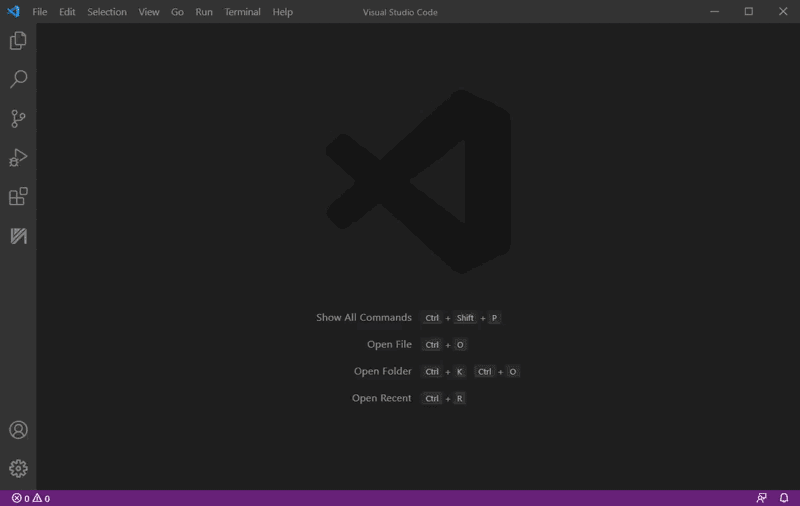 File Edit Selection View Go Run Terminal Help Visual Studio Code
Show All Commands Ctrl + Shift + P
Open File Ctrl + O
Open Folder Ctrl + K Ctrl + O
Open Recent Ctrl + R
0 0